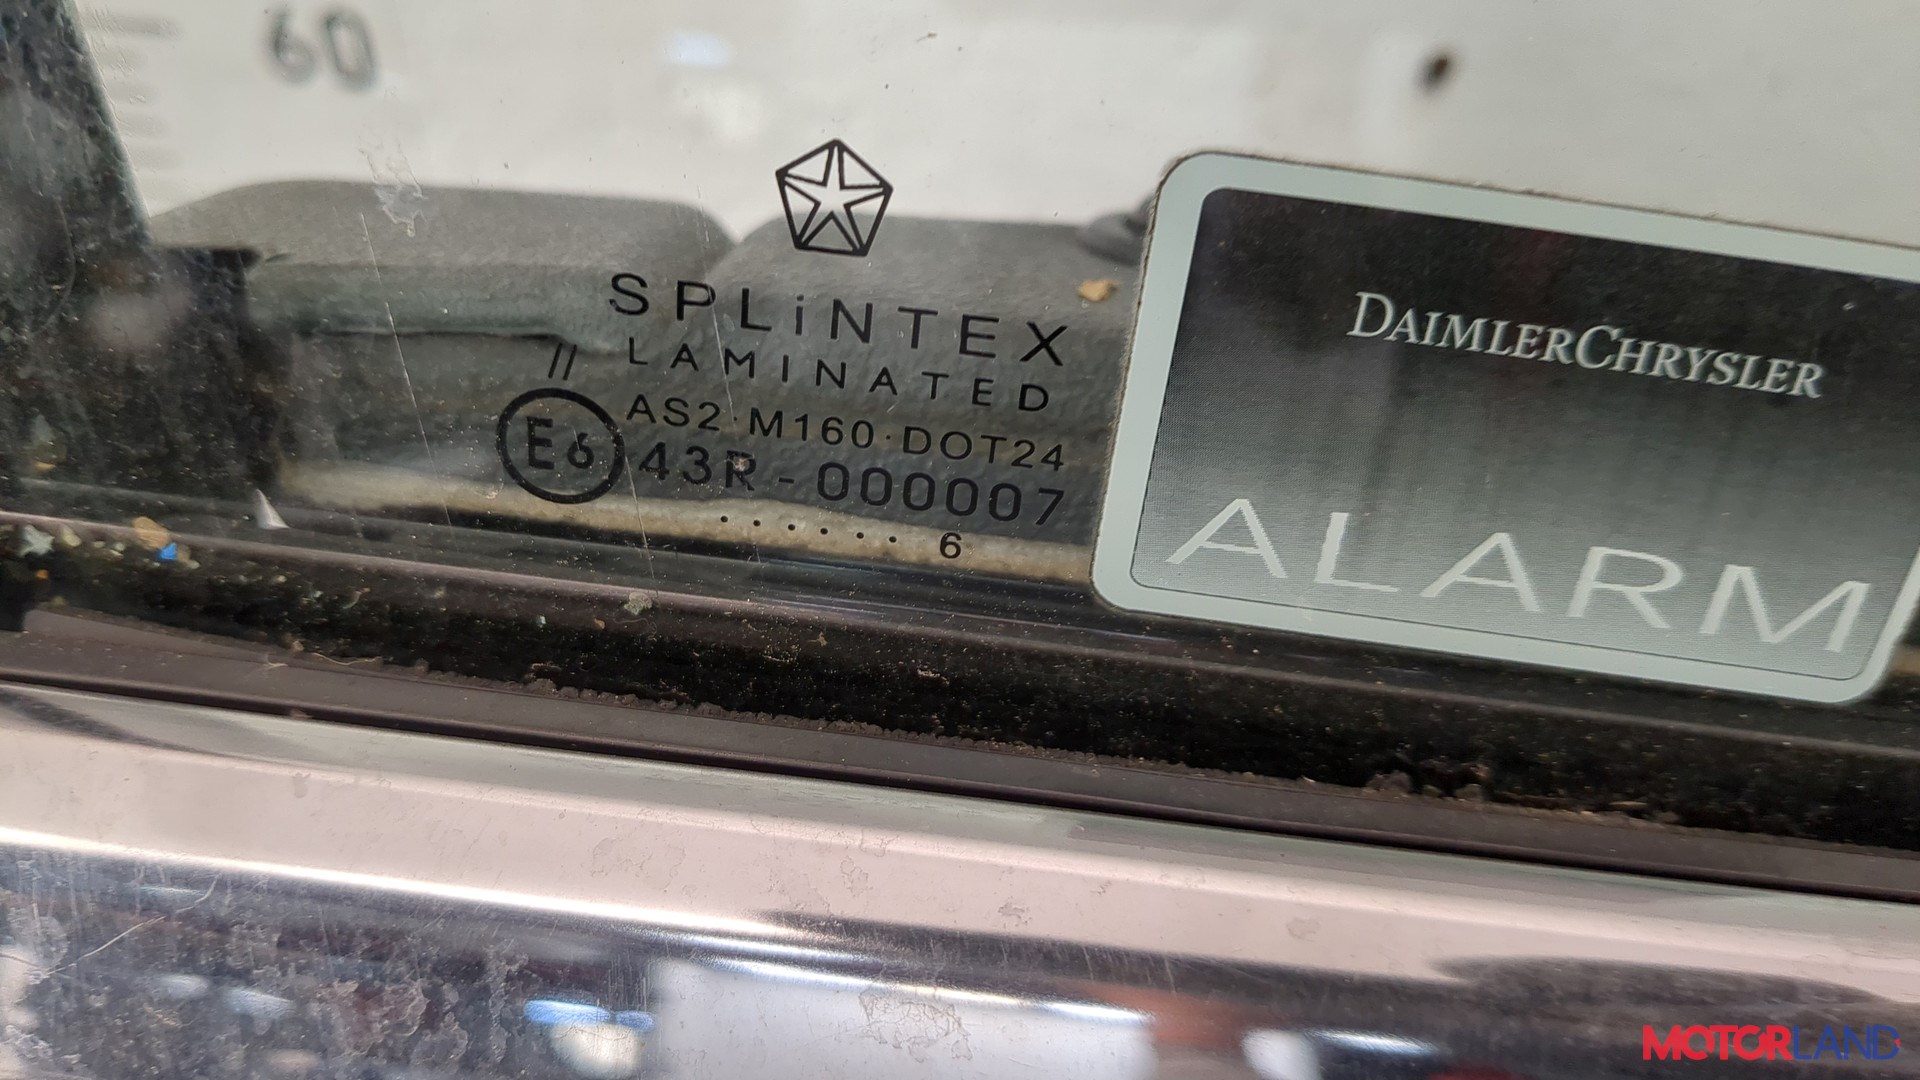 60
SPLiNTEX
// LAMINATED
AS2·M160·DOT24
E6 43R-000007
...... 6
DAIMLERCHRYSLER
ALARM
MOTORLAND